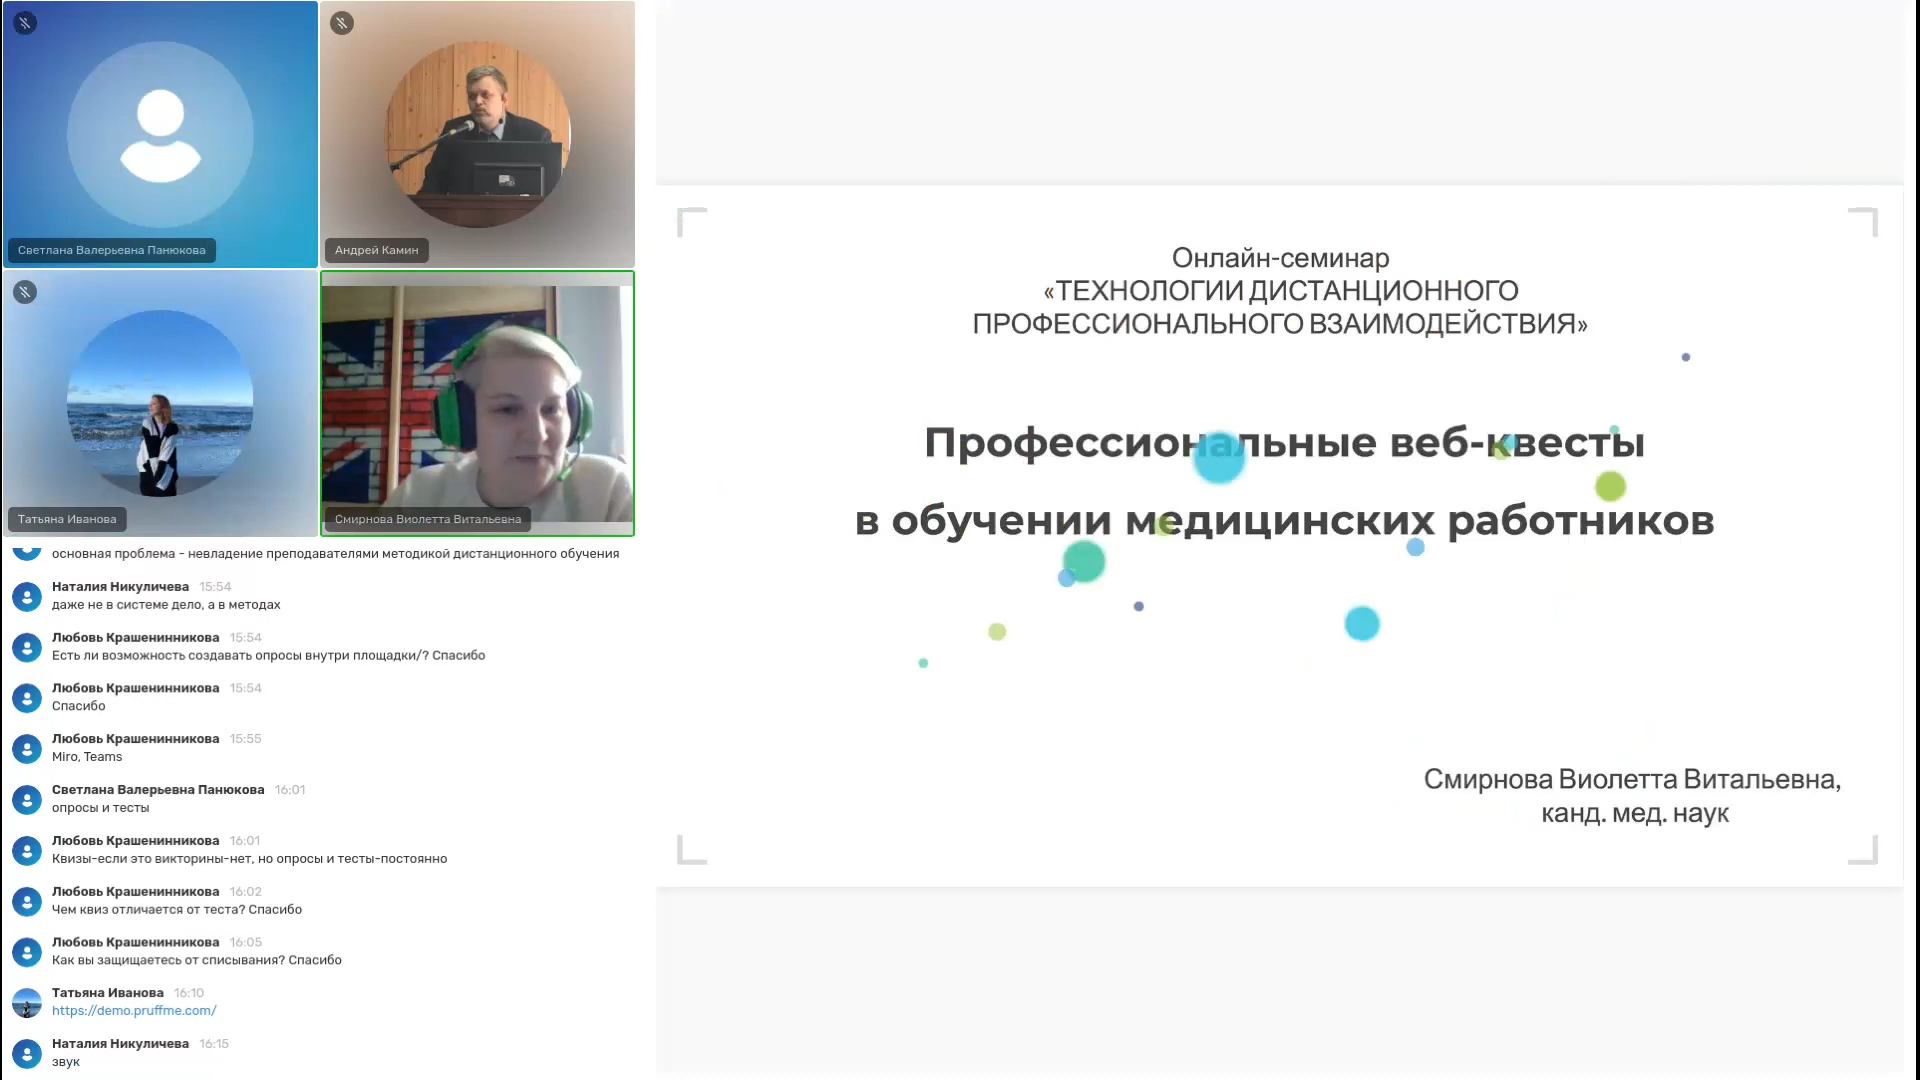 Светлана Валерьевна Панюкова
Андрей Камин
Татьяна Иванова
Смирнова Виолетта Витальевна
основная проблема - невладение преподавателями методикой дистанционного обучения
Наталия Никуличева 15:54
даже не в системе дело, а в методах
Любовь Крашенинникова 15:54
Есть ли возможность создавать опросы внутри площадки/? Спасибо
Любовь Крашенинникова 15:54
Спасибо
Любовь Крашенинникова 15:55
Miro, Teams
Светлана Валерьевна Панюкова 16:01
опросы и тесты
Любовь Крашенинникова 16:01
Квизы-если это викторины-нет, но опросы и тесты-постоянно
Любовь Крашенинникова 16:02
Чем квиз отличается от теста? Спасибо
Любовь Крашенинникова 16:05
Как вы защищаетесь от списывания? Спасибо
Татьяна Иванова 16:10
https://demo.pruffme.com/
Наталия Никуличева 16:15
звук
Онлайн-семинар
«ТЕХНОЛОГИИ ДИСТАНЦИОННОГО
ПРОФЕССИОНАЛЬНОГО ВЗАИМОДЕЙСТВИЯ»
Профессиональные веб-квесты
в обучении медицинских работников
Смирнова Виолетта Витальевна,
канд. мед. наук